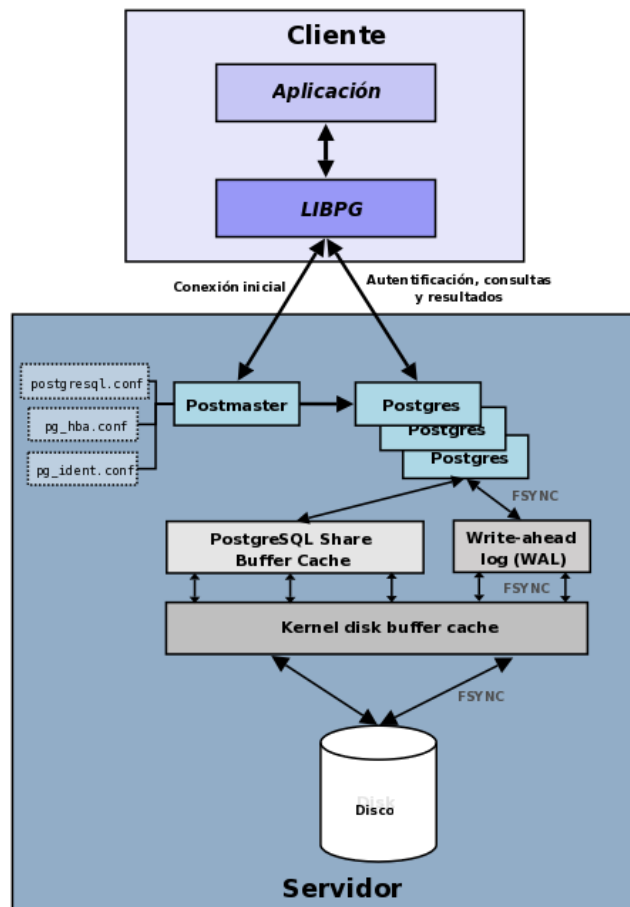 Cliente
Aplicación
LIBPG
Conexión inicial
Autentificación, consultas
y resultados
postgresql.conf
pg_hba.conf
pg_ident.conf
Postmaster
Postgres
Postgres
Postgres
FSYNC
PostgreSQL Share
Buffer Cache
Write-ahead
log (WAL)
FSYNC
Kernel disk buffer cache
FSYNC
Disk
Disco
Servidor